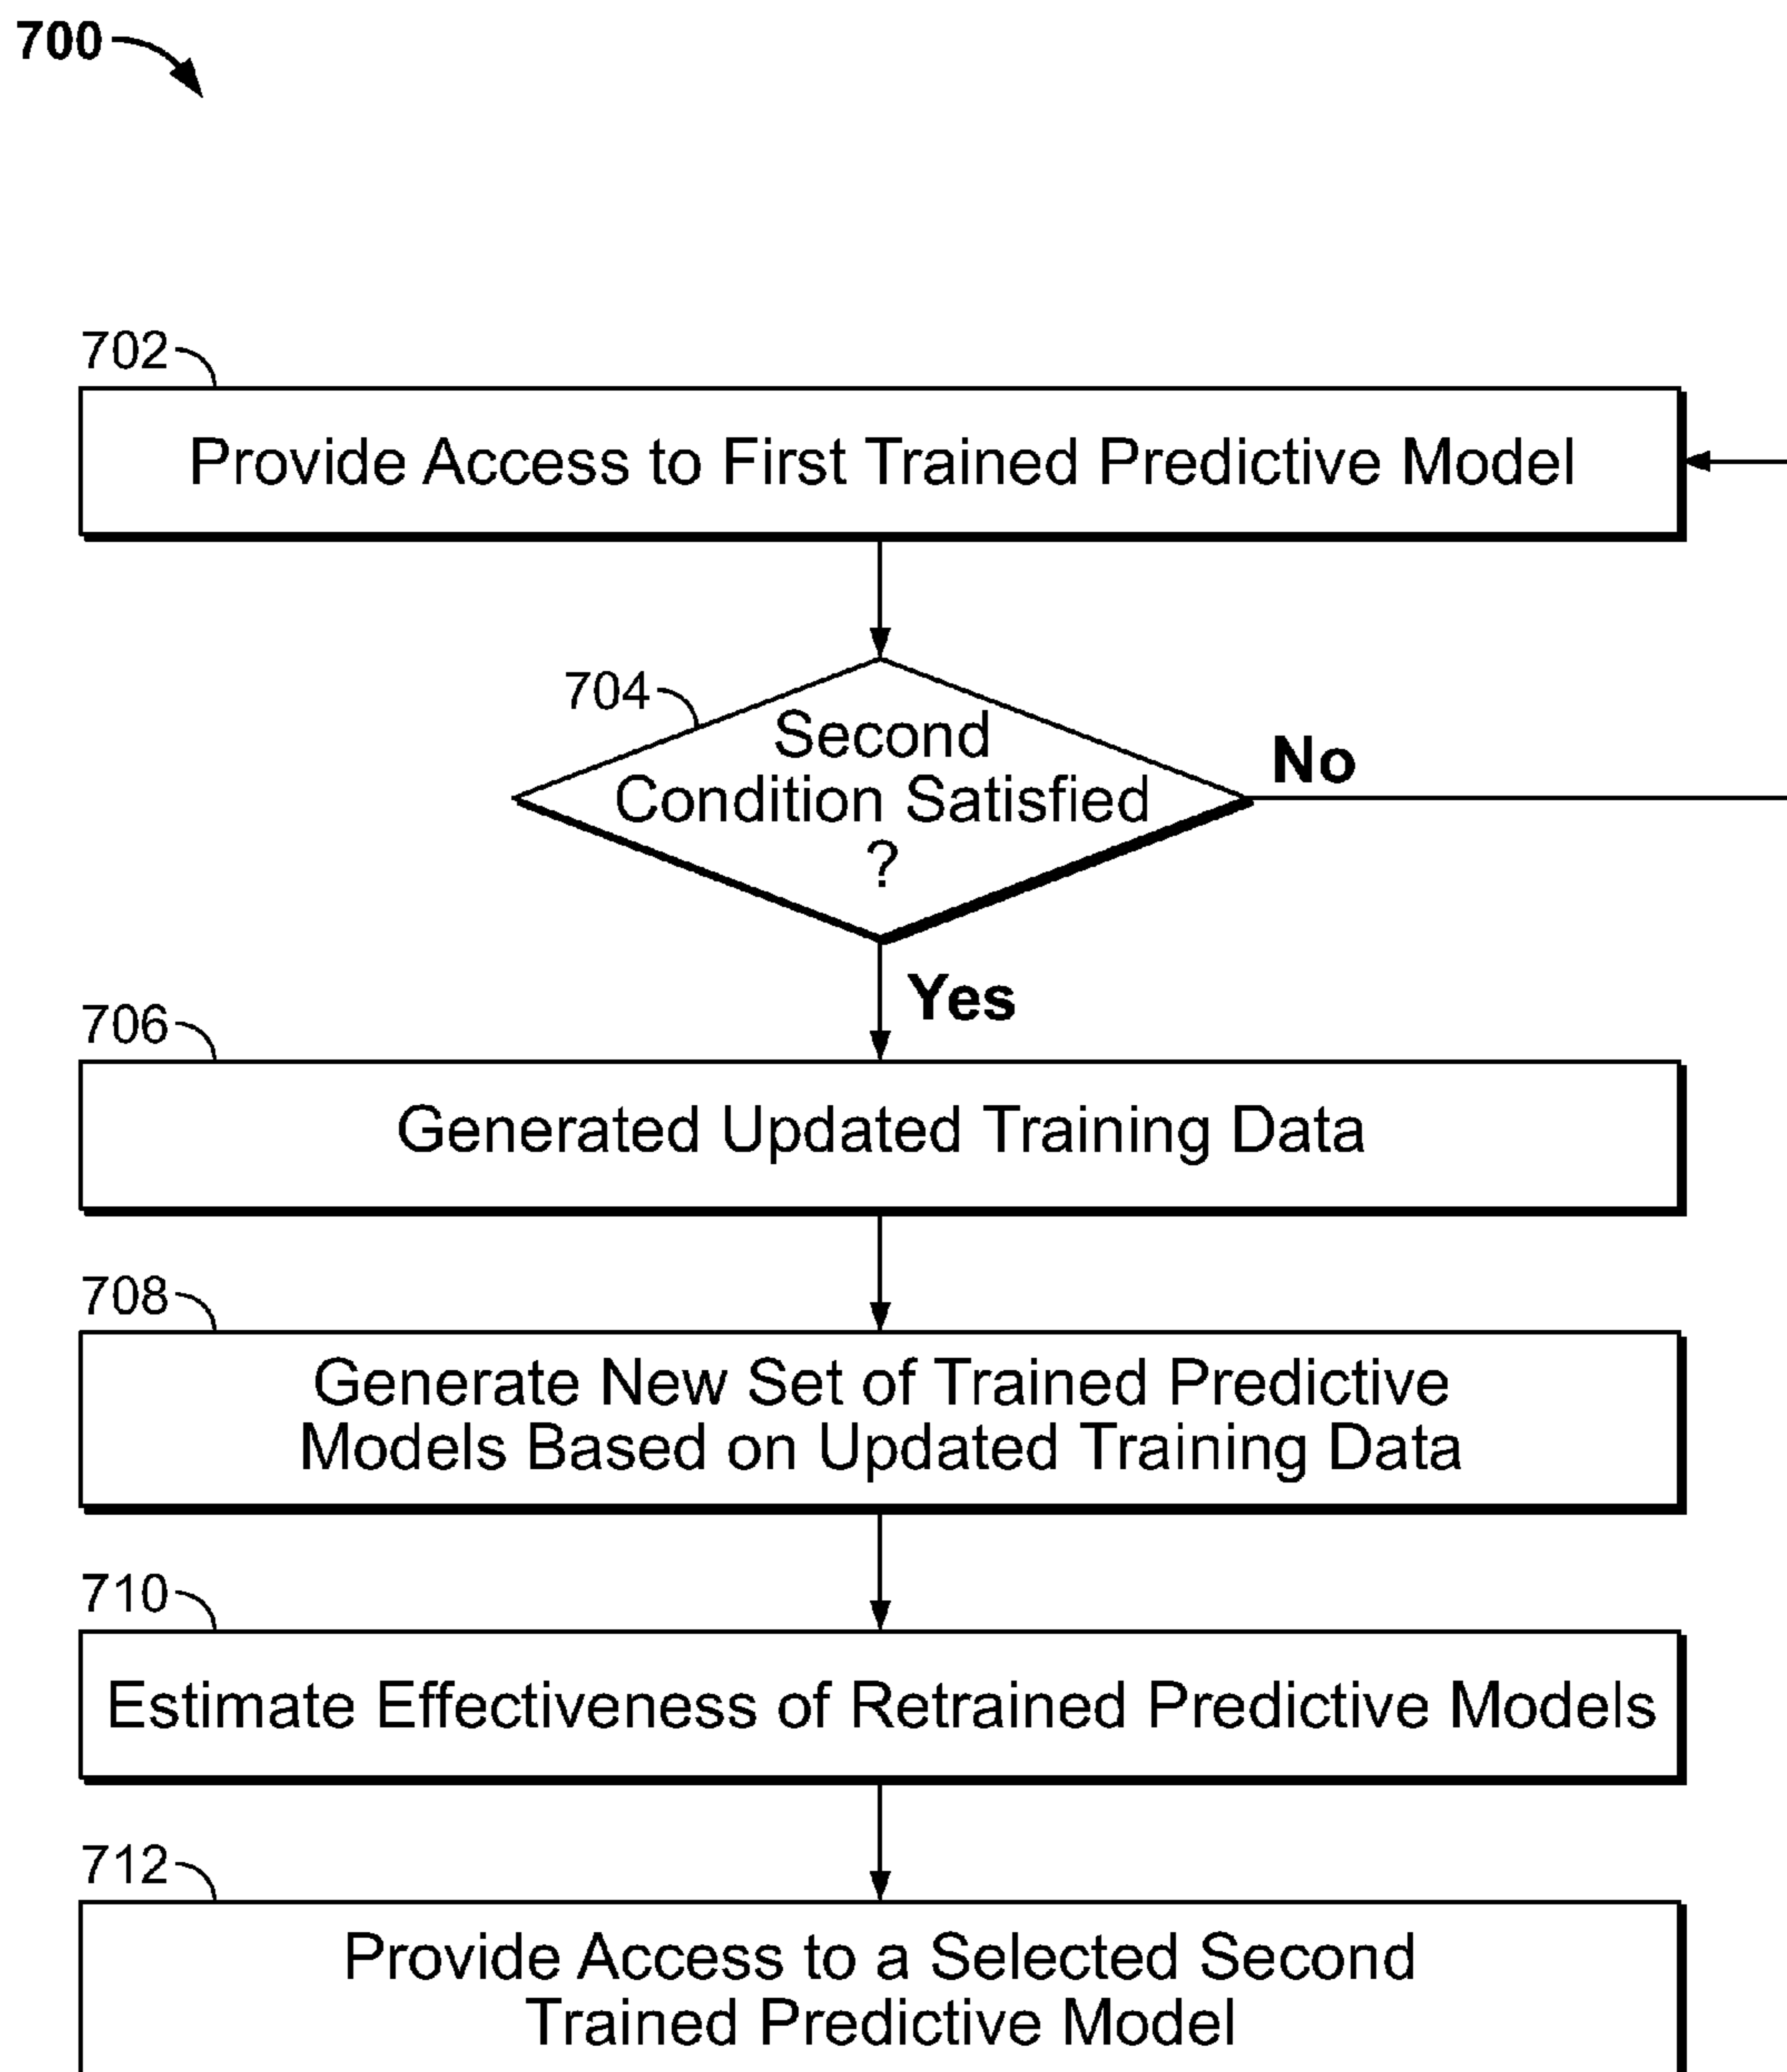 700
702
Provide Access to First Trained Predictive Model
704
Second
Condition Satisfied
?
No
Yes
706
Generated Updated Training Data
708
Generate New Set of Trained Predictive
Models Based on Updated Training Data
710
Estimate Effectiveness of Retrained Predictive Models
712
Provide Access to a Selected Second
Trained Predictive Model